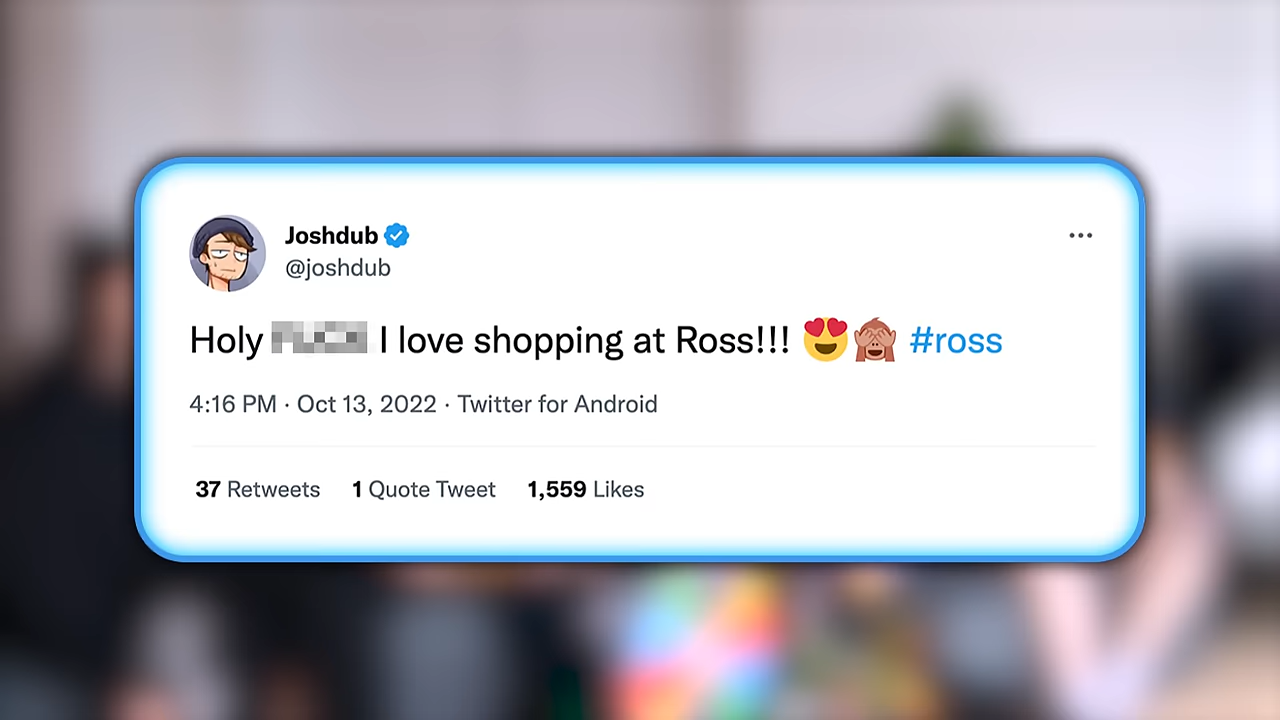 Joshdub
@joshdub
Holy I love shopping at Ross!!! 😍🙈 #ross
4:16 PM · Oct 13, 2022 · Twitter for Android
37 Retweets 1 Quote Tweet 1,559 Likes